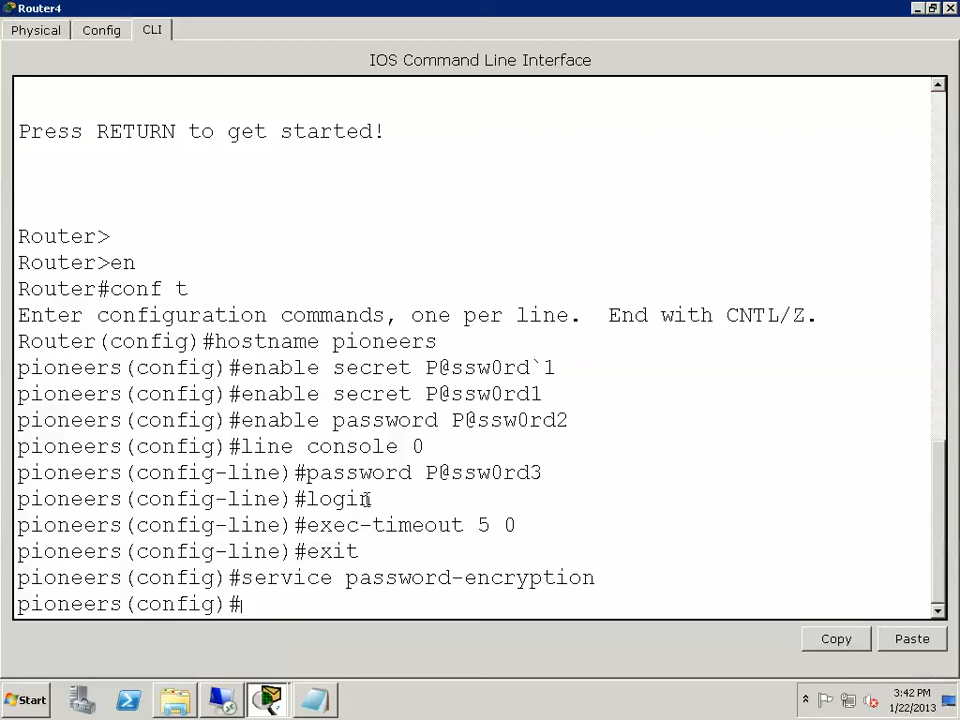 Router4
Physical
Config
CLI
IOS Command Line Interface
Press RETURN to get started!
Router>
Router>en
Router#conf t
Enter configuration commands, one per line.  End with CNTL/Z.
Router(config)#hostname pioneers
pioneers(config)#enable secret P@ssw0rd`1
pioneers(config)#enable secret P@ssw0rd1
pioneers(config)#enable password P@ssw0rd2
pioneers(config)#line console 0
pioneers(config-line)#password P@ssw0rd3
pioneers(config-line)#login
pioneers(config-line)#exec-timeout 5 0
pioneers(config-line)#exit
pioneers(config)#service password-encryption
pioneers(config)#
Copy
Paste
Start
3:42 PM
1/22/2013